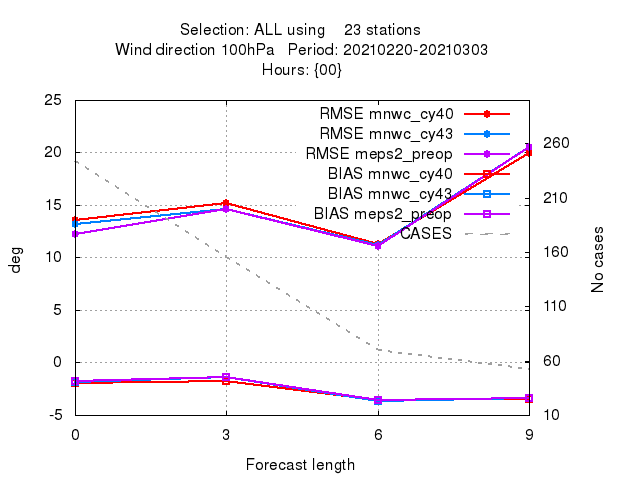 Selection: ALL using 23 stations
Wind direction 100hPa Period: 20210220-20210303
Hours: {00}
RMSE mnwc_cy40
RMSE mnwc_cy43
RMSE meps2_preop
BIAS mnwc_cy40
BIAS mnwc_cy43
BIAS meps2_preop
CASES
25
20
15
10
5
0
-5
deg
260
210
160
110
60
10
No cases
0 3 6 9
Forecast length